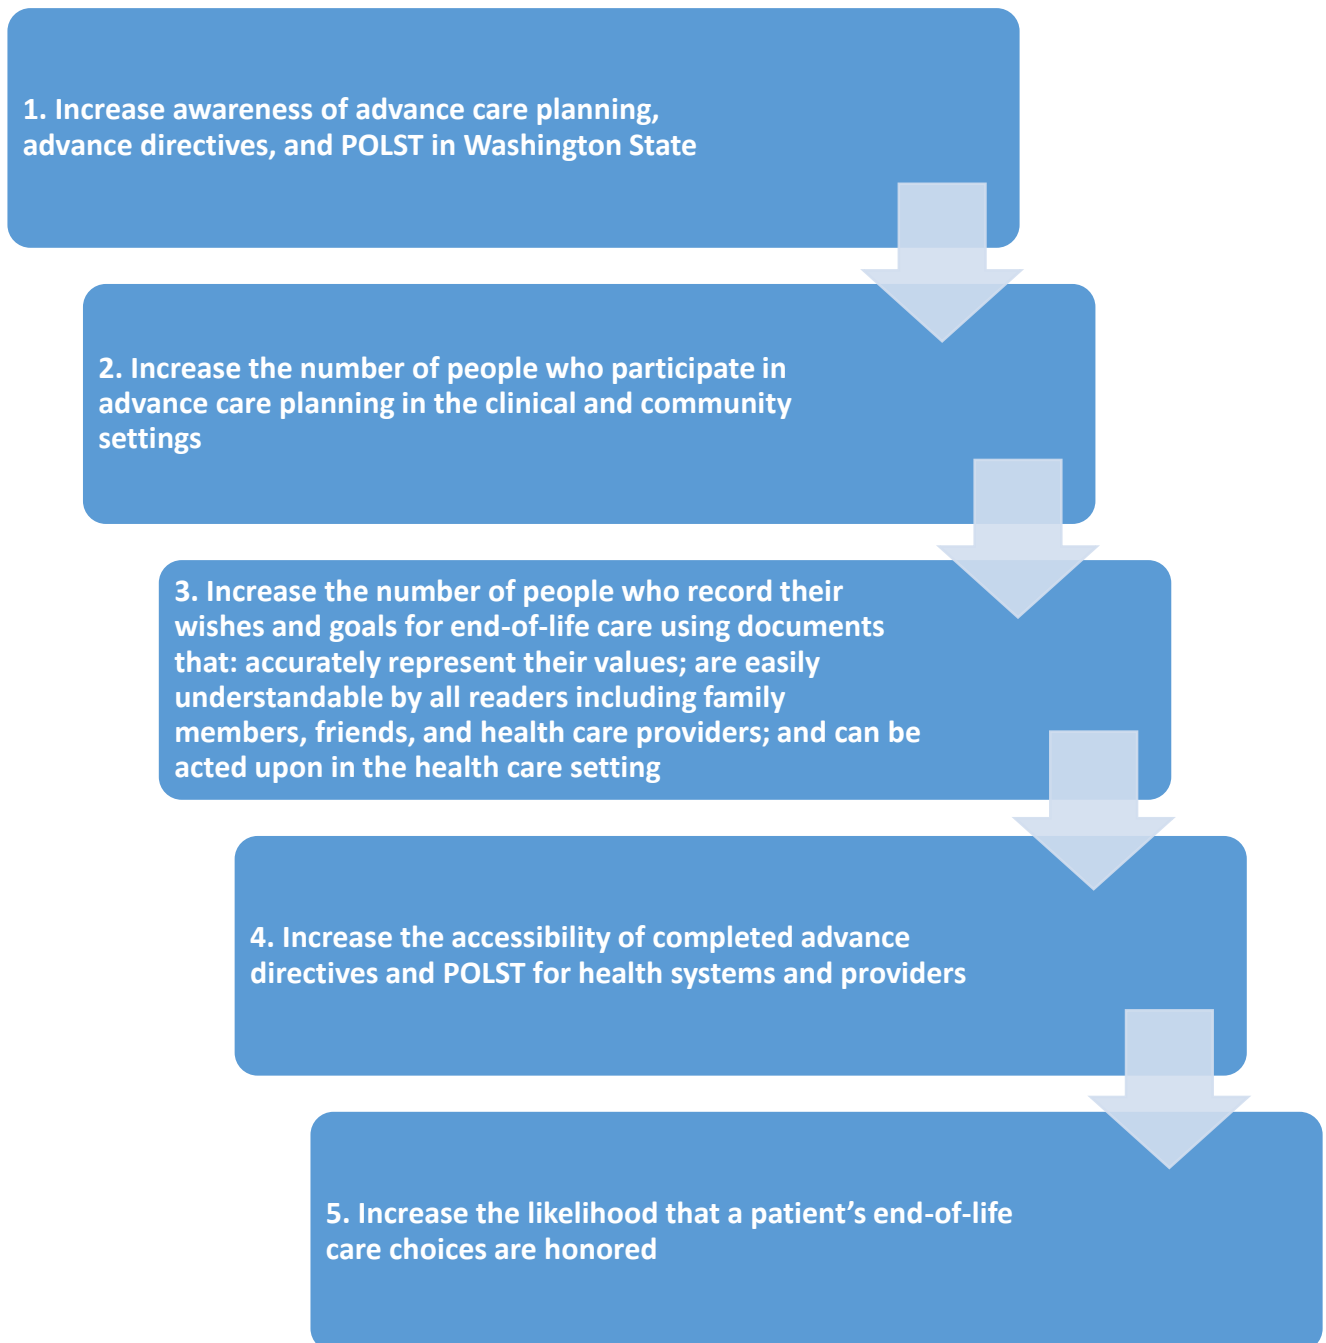 1. Increase awareness of advance care planning,
advance directives, and POLST in Washington State
2. Increase the number of people who participate in
advance care planning in the clinical and community
settings
3. Increase the number of people who record their
wishes and goals for end-of-life care using documents
that: accurately represent their values; are easily
understandable by all readers including family
members, friends, and health care providers; and can be
acted upon in the health care setting
4. Increase the accessibility of completed advance
directives and POLST for health systems and providers
5. Increase the likelihood that a patient’s end-of-life
care choices are honored